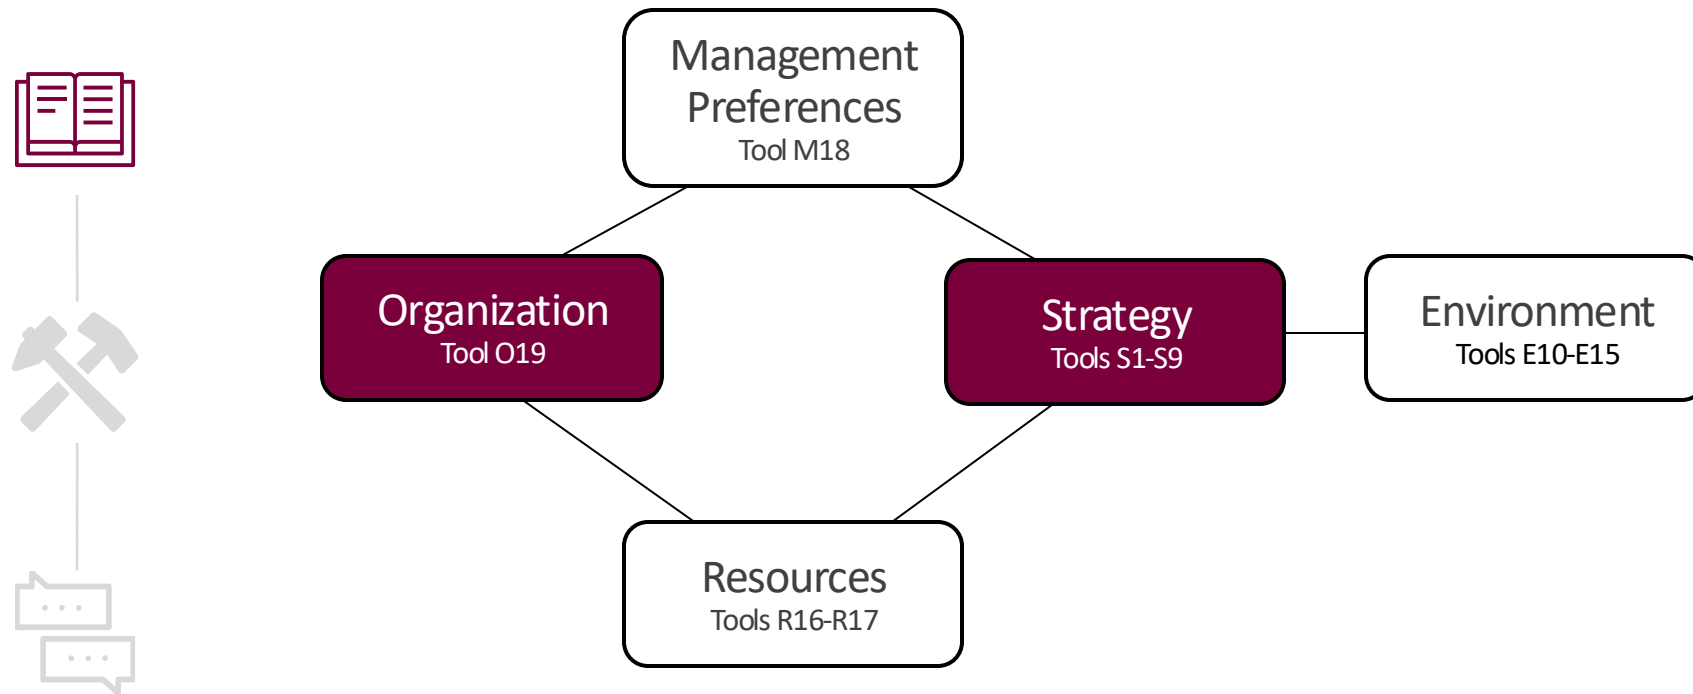 Management
Preferences
Tool M18
Organization
Tool O19
Strategy
Tools S1-S9
Environment
Tools E10-E15
Resources
Tools R16-R17